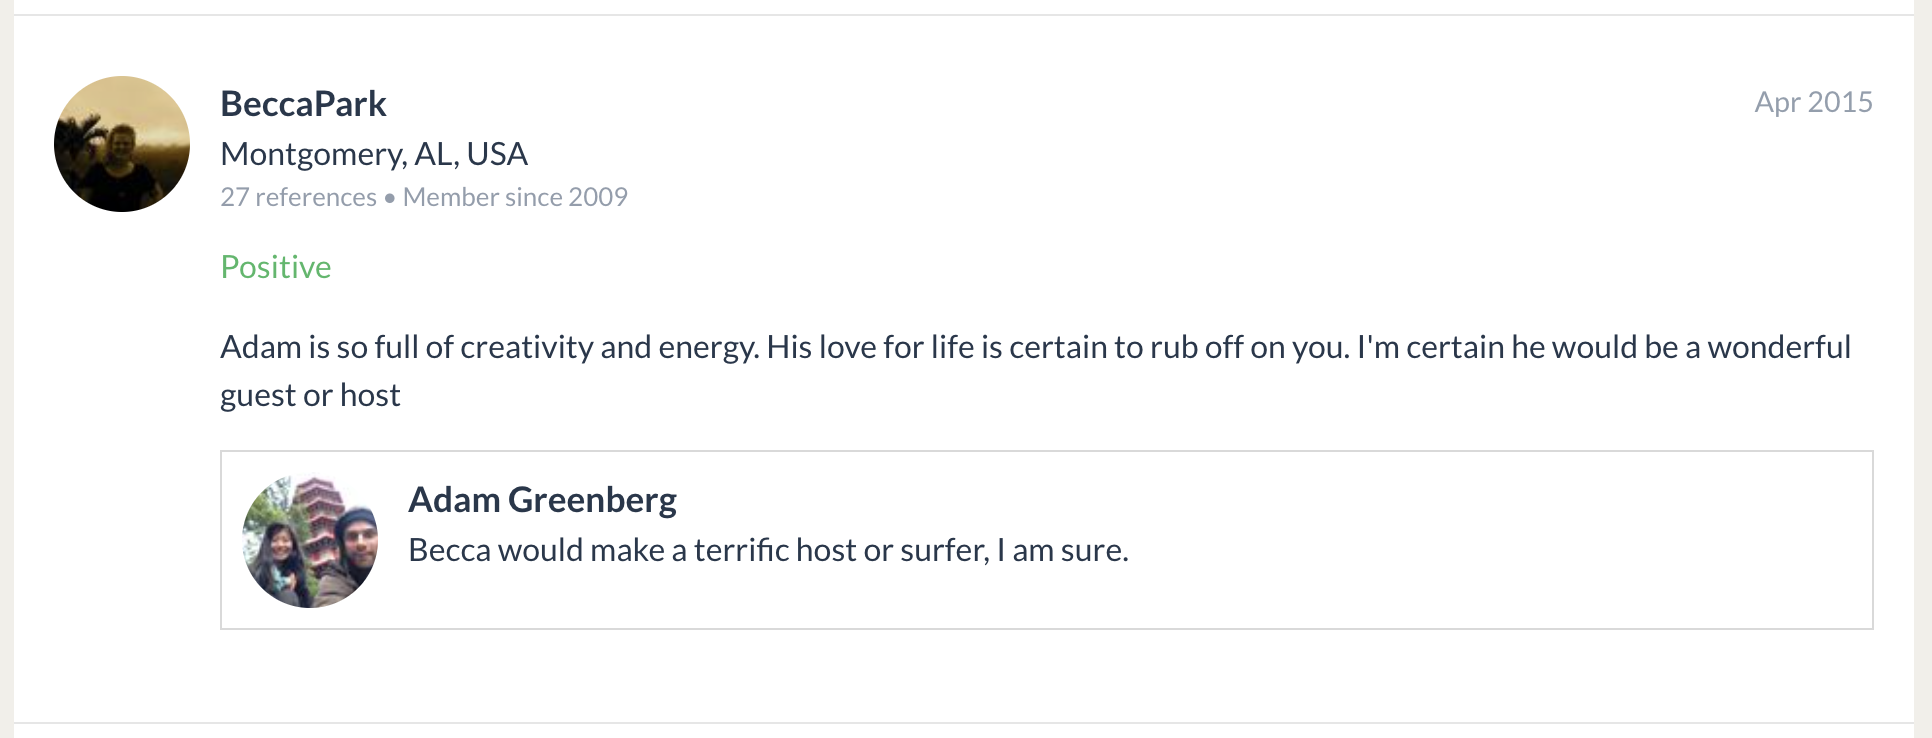 BeccaPark
Apr 2015
Montgomery, AL, USA
27 references • Member since 2009
Positive
Adam is so full of creativity and energy. His love for life is certain to rub off on you. I'm certain he would be a wonderful
guest or host
Adam Greenberg
Becca would make a terrific host or surfer, I am sure.